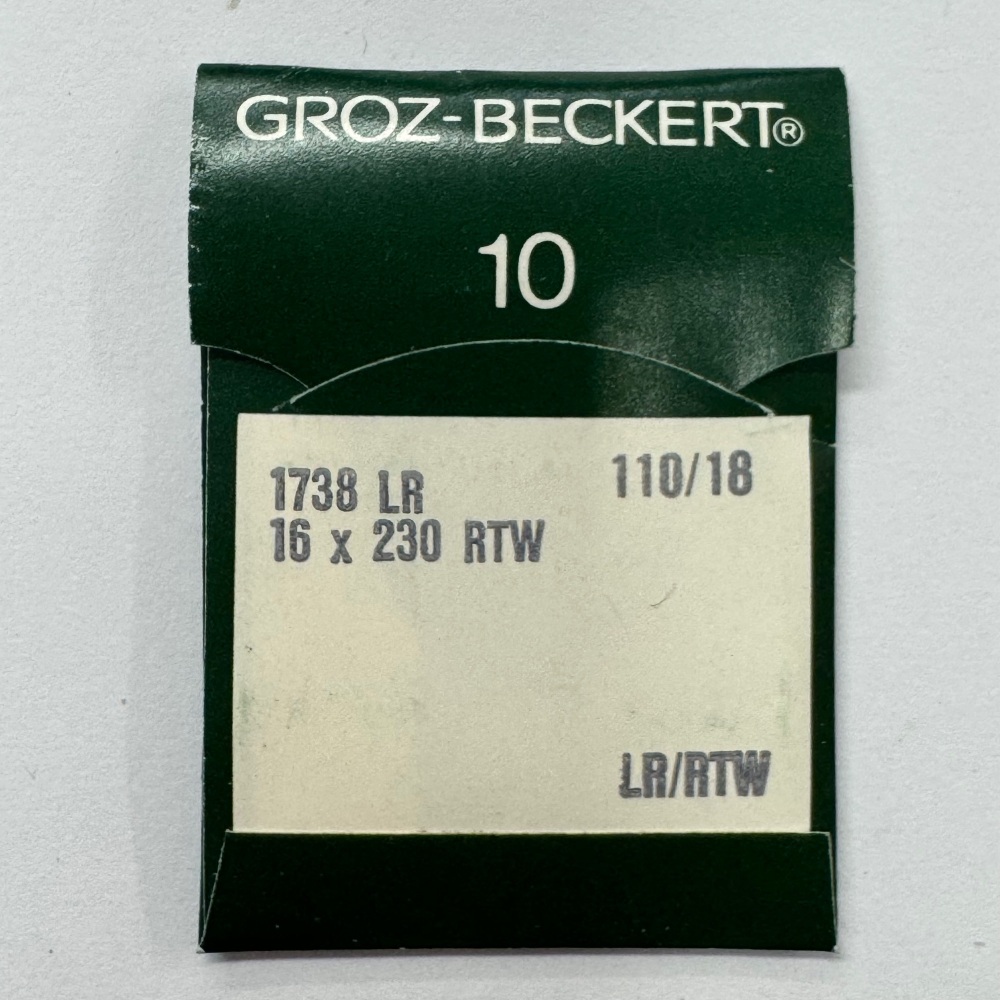 GROZ-BECKERT®
10
1738 LR 110/18
16 x 230 RTW
LR/RTW